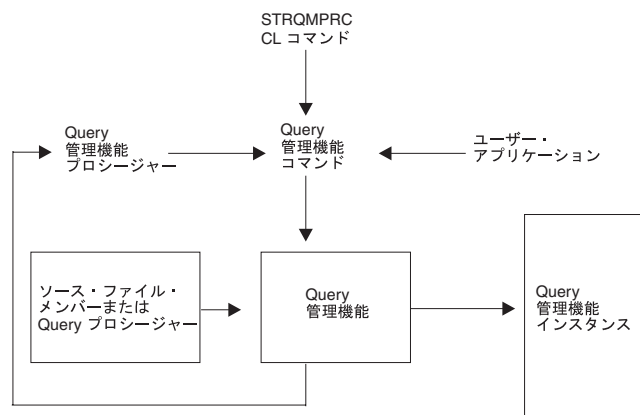 STRQMPRC
CL コマンド
Query
管理機能
プロシージャー
Query
管理機能
コマンド
ユーザー・
アプリケーション
ソース・ファイル・
メンバーまたは
Query プロシージャー
Query
管理機能
Query
管理機能
インスタンス